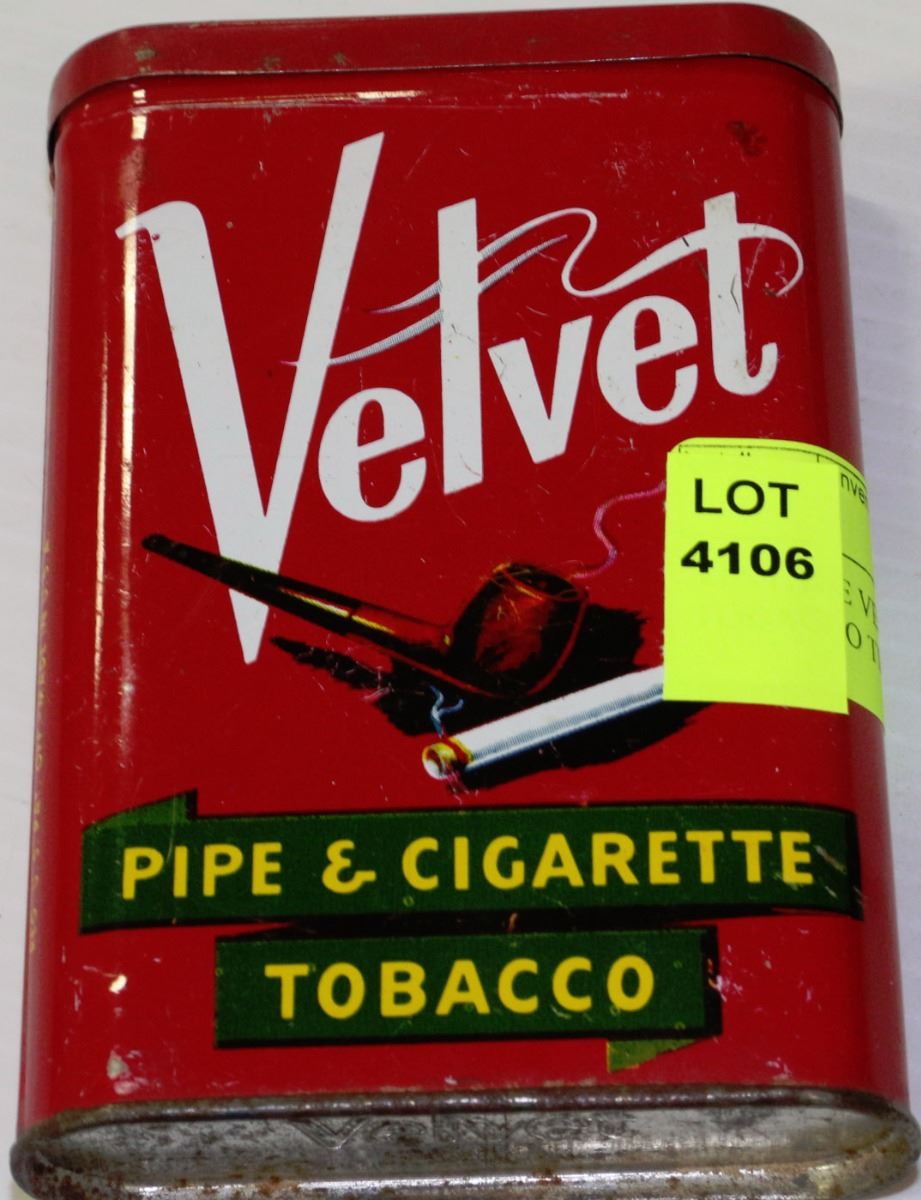 Velvet
LOT
4106
PIPE & CIGARETTE
TOBACCO